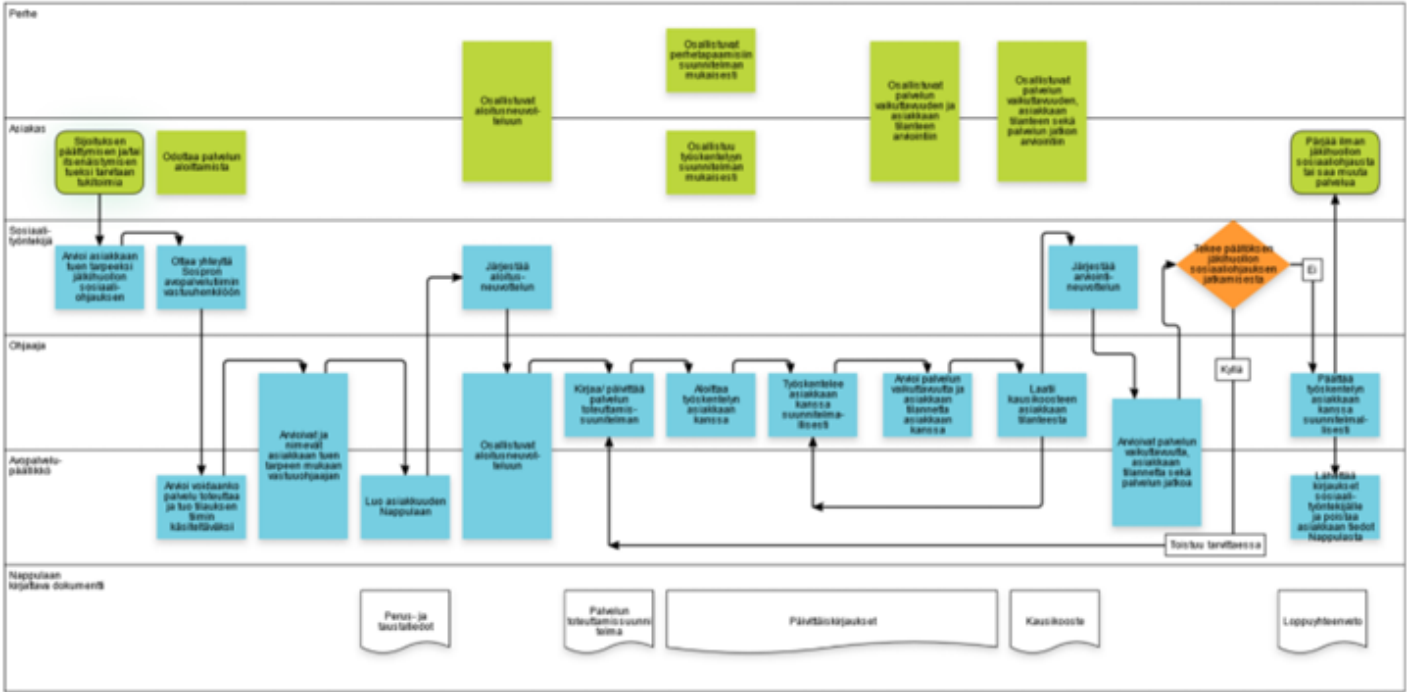 Perhe
Osallistuvat
aloitusneuvot-
teluun
Osallistuvat
perhetapaamisiin
suunnitelman
mukaisesti
Osallistuvat
palvelun
vaikuttavuuden ja
asiakkaan
tilanteen
arviointiin
Osallistuvat
palvelun
vaikuttavuuden,
asiakkaan
tilanteen sekä
palvelun jatkon
arviointiin
Asiakas
Sijoituksen
päättymisen ja/tai
itsenäistymisen
tueksi tarvitaan
tukitoimia
Odottaa palvelun
aloittamista
Osallistuu
työskentelyyn
suunnitelman
mukaisesti
Pärjää ilman
jälkihuollon
sosiaaliohjausta
tai saa muuta
palvelua
Sosiaali-
työntekijä
Arvioi asiakkaan
tuen tarpeeksi
jälkihuollon
sosiaali-
ohjauksen
Ottaa yhteyttä
Sospron
avopalvelutiimin
vastuuhenkilöön
Järjestää
aloitus-
neuvottelun
Järjestää
arviointi-
neuvottelun
Tekee päätöksen
jälkihuollon
sosiaaliohjauksen
jatkamisesta
Ei
Kyllä
Ohjaaja
Arvioivat ja
nimevät
asiakkaan tuen
tarpeen mukaan
vastuuohjaajan
Osallistuvat
aloitusneuvot-
teluun
Kirjaa/ päivittää
palvelun
toteuttamis-
suunnitelman
Aloittaa
työskentelyn
asiakkaan
kanssa
Työskentelee
asiakkaan
kanssa
suunnitelma-
llisesti
Arvioi palvelun
vaikuttavuutta ja
asiakkaan
tilannetta
asiakkaan
kanssa
Laatii
kausikoosteen
asiakkaan
tilanteesta
Arvioivat palvelun
vaikuttavuutta,
asiakkaan
tilannetta sekä
palvelun jatkoa
Päättää
työskentelyn
asiakkaan
kanssa
suunnitelmal-
lisesti
Avopalvelu-
päällikkö
Arvioi voidaanko
palvelu toteuttaa
ja tuo tilauksen
tiimin
käsiteltäväksi
Luo asiakkuuden
Nappulaan
Toistuu tarvittaessa
Lähettää
kirjaukset
sosiaali-
työntekijälle
ja poistaa
asiakkaan tiedot
Nappulasta
Nappulaan
kirjattava dokumentti
Perus- ja
taustatiedot
Palvelun
toteuttamissuunni
telma
Päivittäiskirjaukset
Kausikooste
Loppuyhteenveto